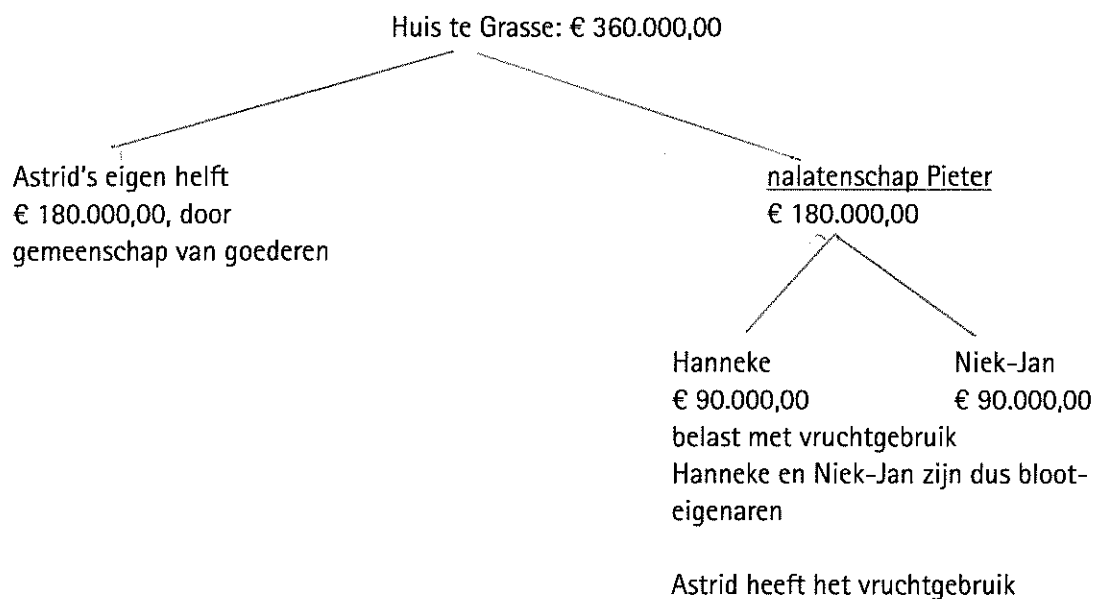 Huis te Grasse: € 360.000,00
Astrid's eigen helft
€ 180.000,00, door
gemeenschap van goederen
nalatenschap Pieter
€ 180.000,00
Hanneke
€ 90.000,00
Niek-Jan
€ 90.000,00
belast met vruchtgebruik
Hanneke en Niek-Jan zijn dus bloot-
eigenaren
Astrid heeft het vruchtgebruik